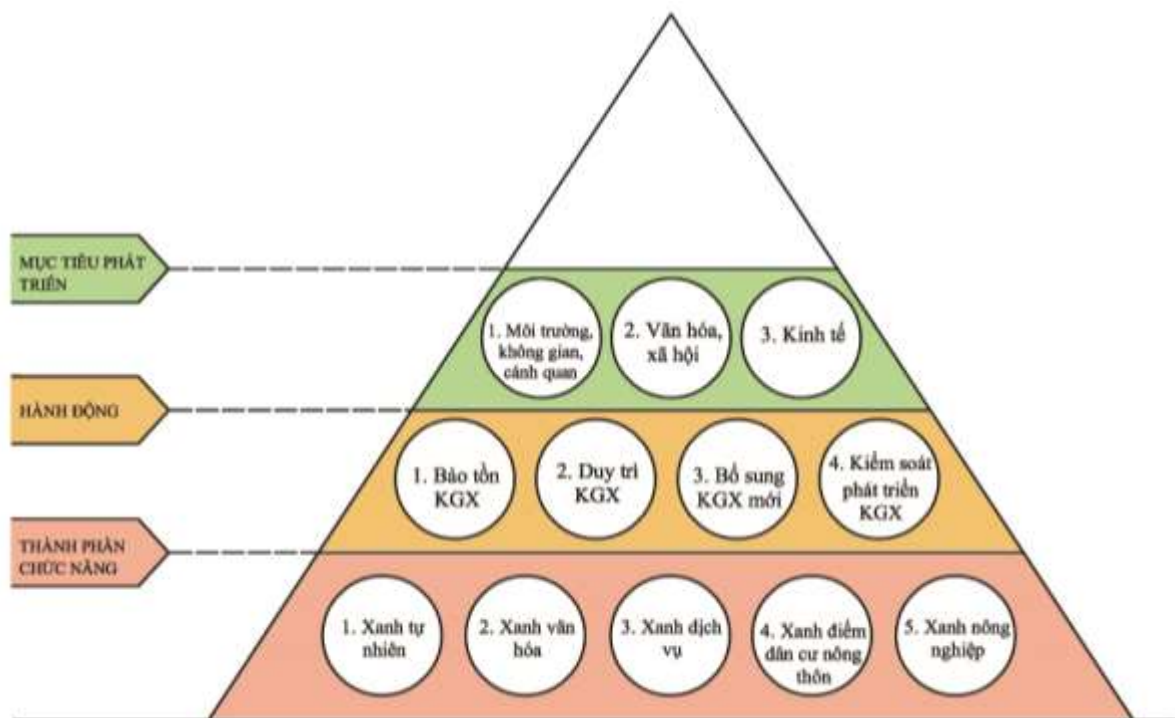 MỤC TIÊU PHÁT
TRIỂN
1. Môi trường,
không gian,
cảnh quan
2. Văn hóa,
xã hội
3. Kinh tế
HÀNH ĐỘNG
1. Bảo tồn
KGX
2. Duy trì
KGX
3. Bổ sung
KGX mới
4. Kiểm soát
phát triển
KGX
THÀNH PHẦN
CHỨC NĂNG
1. Xanh tự
nhiên
2. Xanh văn
hóa
3. Xanh dịch
vụ
4. Xanh điểm
dân cư nông
thôn
5. Xanh nông
nghiệp